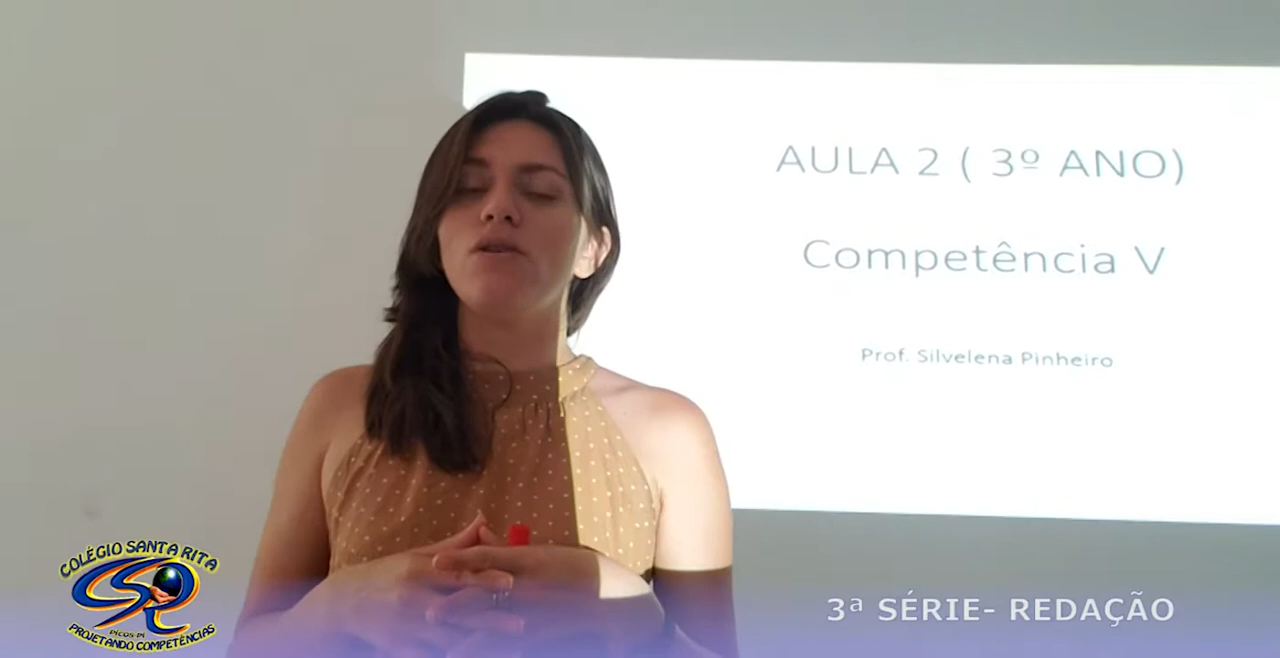 AULA 2 ( 3º ANO)
Competência V
Prof. Silvelena Pinheiro
COLÉGIO SANTA RITA
PICOS-PI
PROJETANDO COMPETÊNCIAS
3ª SÉRIE- REDAÇÃO